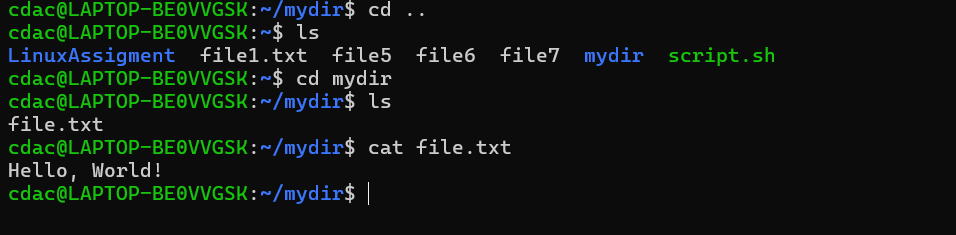 cdac@LAPTOP-BE0VVGSK:~/mydir$ cd ..
cdac@LAPTOP-BE0VVGSK:~$ ls
LinuxAssigment  file1.txt  file5  file6  file7  mydir  script.sh
cdac@LAPTOP-BE0VVGSK:~$ cd mydir
cdac@LAPTOP-BE0VVGSK:~/mydir$ ls
file.txt
cdac@LAPTOP-BE0VVGSK:~/mydir$ cat file.txt
Hello, World!
cdac@LAPTOP-BE0VVGSK:~/mydir$